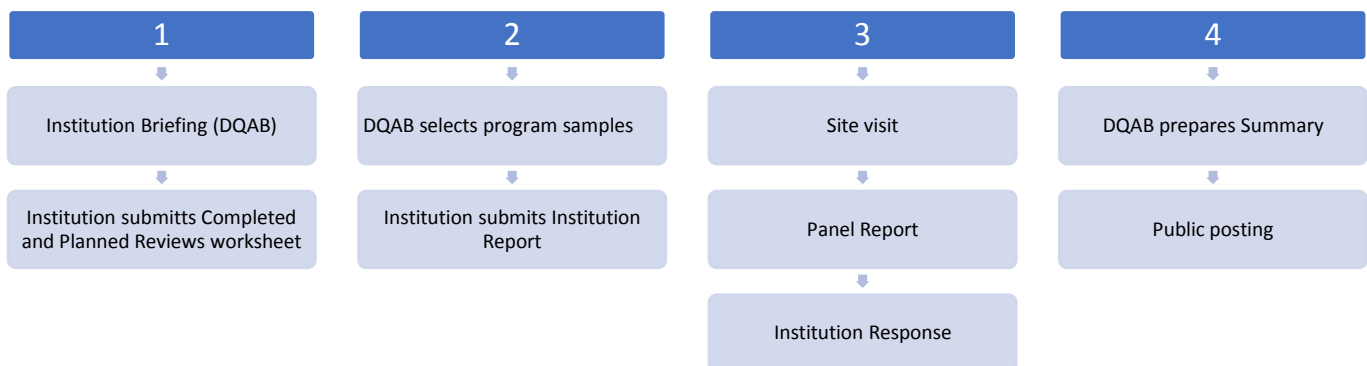 1
Institution Briefing (DQAB)
Institution submitts Completed
and Planned Reviews worksheet
2
DQAB selects program samples
Institution submits Institution
Report
3
Site visit
Panel Report
Institution Response
4
DQAB prepares Summary
Public posting